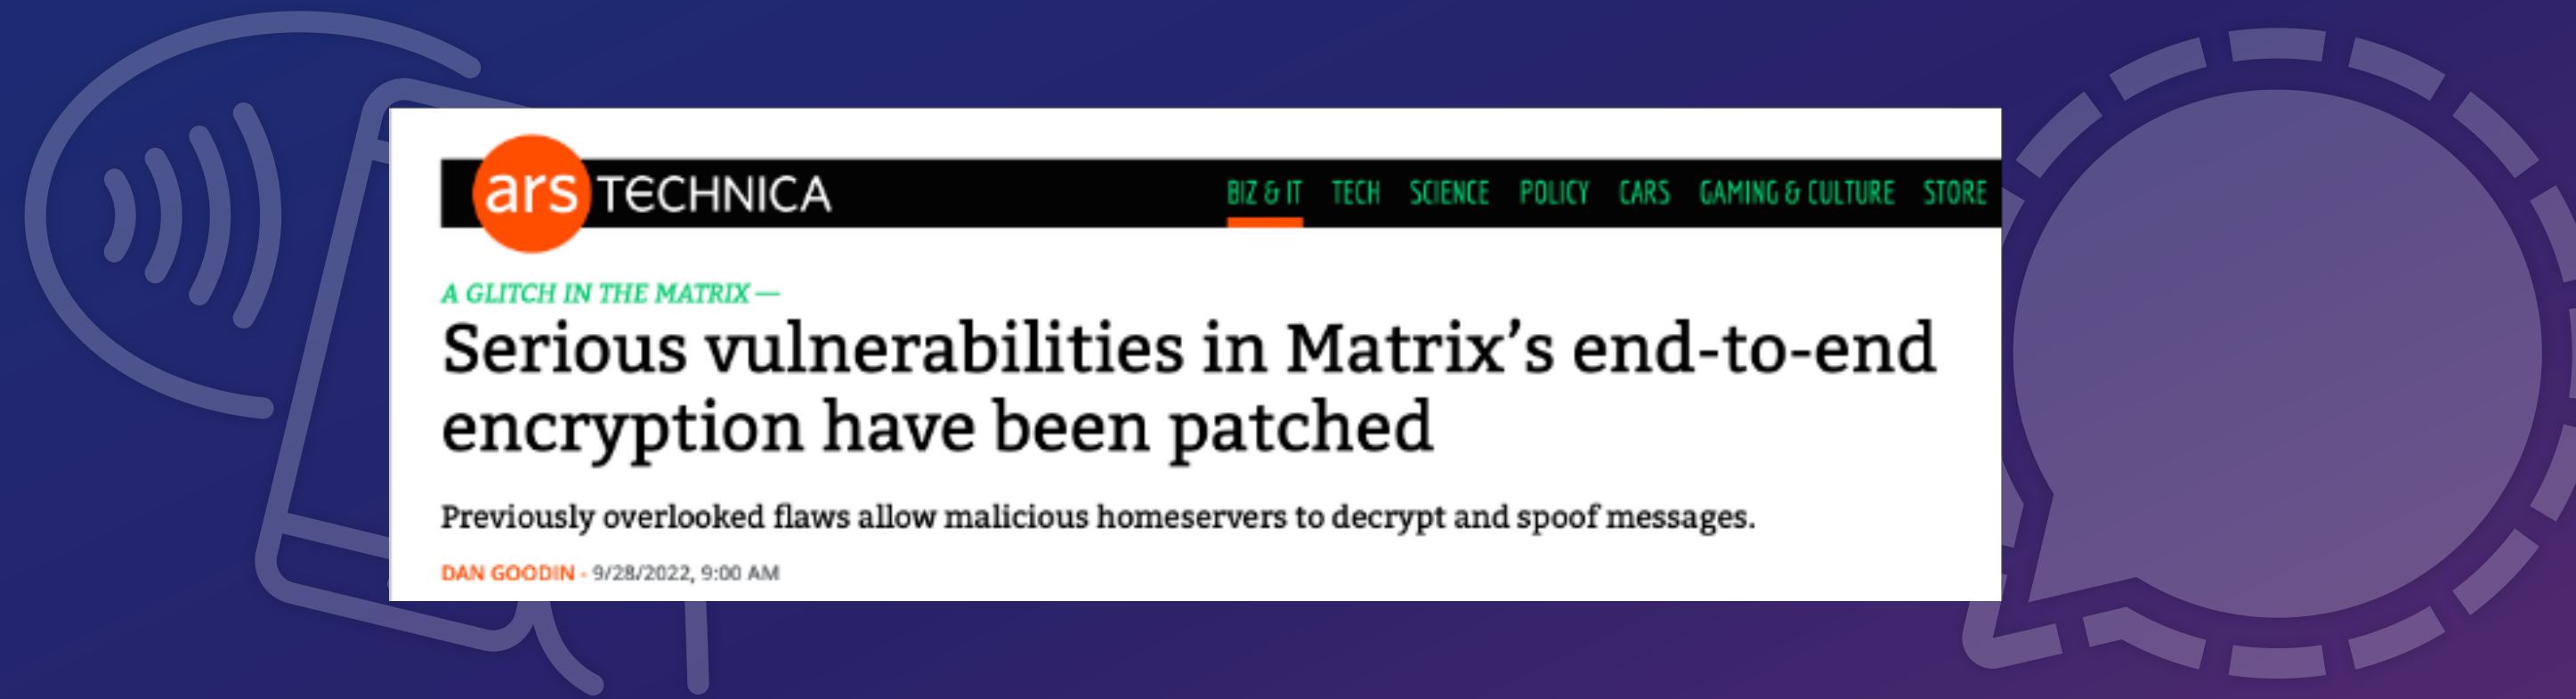 ars TECHNICA BIZ & IT TECH SCIENCE POLICY CARS GAMING & CULTURE STORE
A GLITCH IN THE MATRIX —
Serious vulnerabilities in Matrix’s end-to-end
encryption have been patched
Previously overlooked flaws allow malicious homeservers to decrypt and spoof messages.
DAN GOODIN - 9/28/2022, 9:00 AM